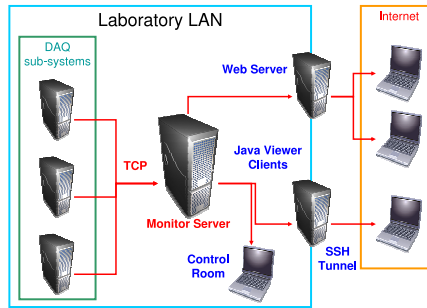 Laboratory LAN
Internet
DAQ
sub-systems
Web Server
TCP
Java Viewer
Clients
Monitor Server
Control
Room
SSH
Tunnel